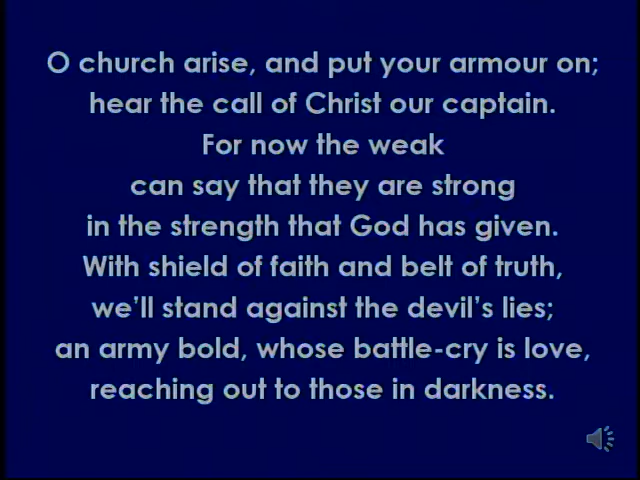 O church arise, and put your armour on;
hear the call of Christ our captain.
For now the weak
can say that they are strong
in the strength that God has given.
With shield of faith and belt of truth,
we'll stand against the devil's lies;
an army bold, whose battle-cry is love,
reaching out to those in darkness.